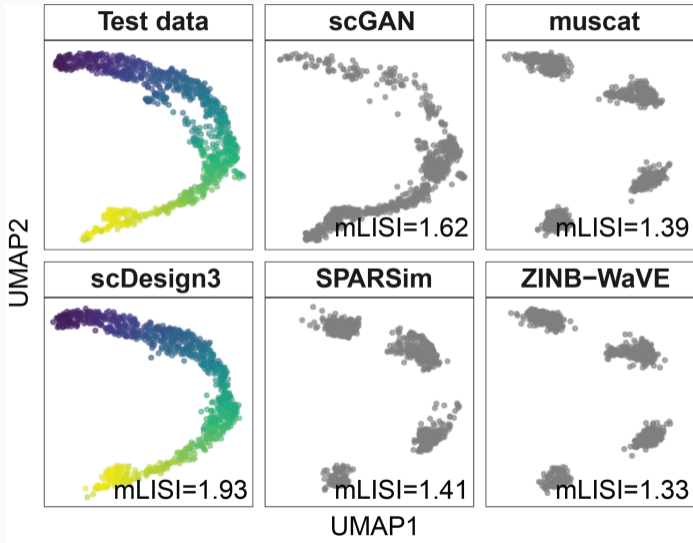 Test data
scGAN
muscat
mLISI=1.62
mLISI=1.39
UMAP2
scDesign3
SPARSim
ZINB−WaVE
mLISI=1.93
mLISI=1.41
mLISI=1.33
UMAP1